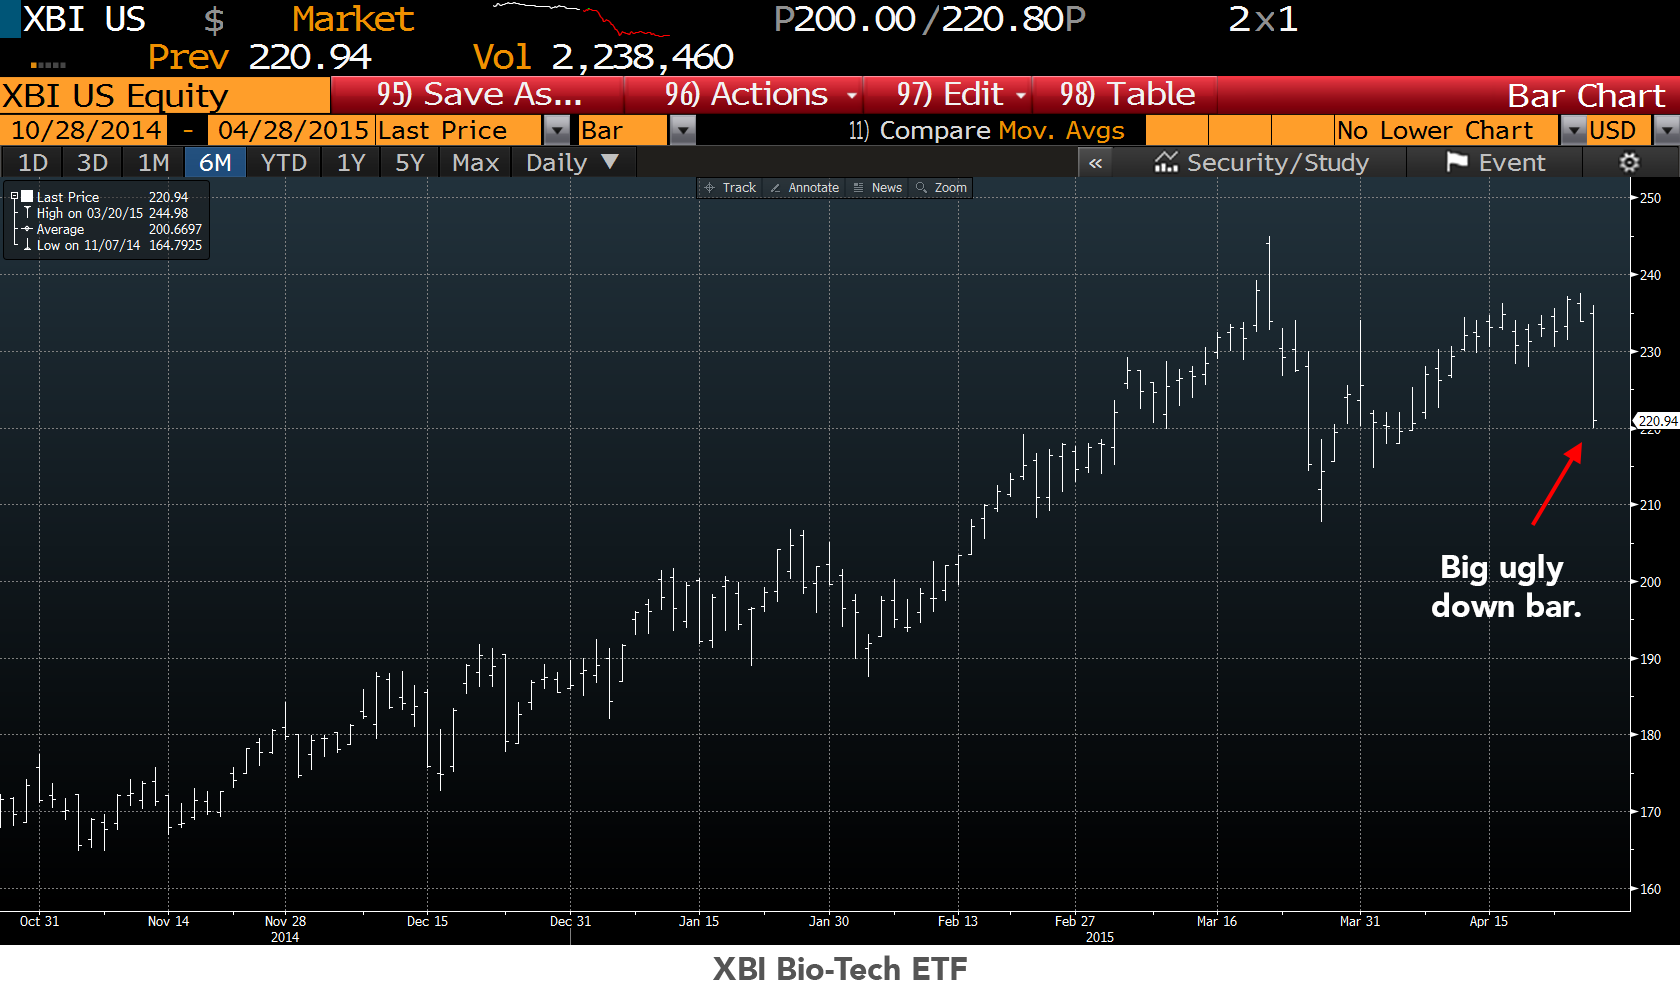 XBI US $ Market P200.00/220.80P 2x1
Prev 220.94 Vol 2,238,460
XBI US Equity 95) Save As... 96) Actions 97) Edit 98) Table Bar Chart
10/28/2014 - 04/28/2015 Last Price Bar 11) Compare Mov. Avgs No Lower Chart USD
1D 3D 1M 6M YTD 1Y 5Y Max Daily ▼ « Security/Study Event
Track Annotate News Zoom
Last Price 220.94
High on 03/20/15 244.98
Average 200.6697
Low on 11/07/14 164.7925
250
240
230
220.94
220
210
200
190
180
170
160
Big ugly
down bar.
Oct 31 Nov 14 Nov 28 Dec 15 Dec 31 Jan 15 Jan 30 Feb 13 Feb 27 Mar 16 Mar 31 Apr 15
2014 2015
XBI Bio-Tech ETF